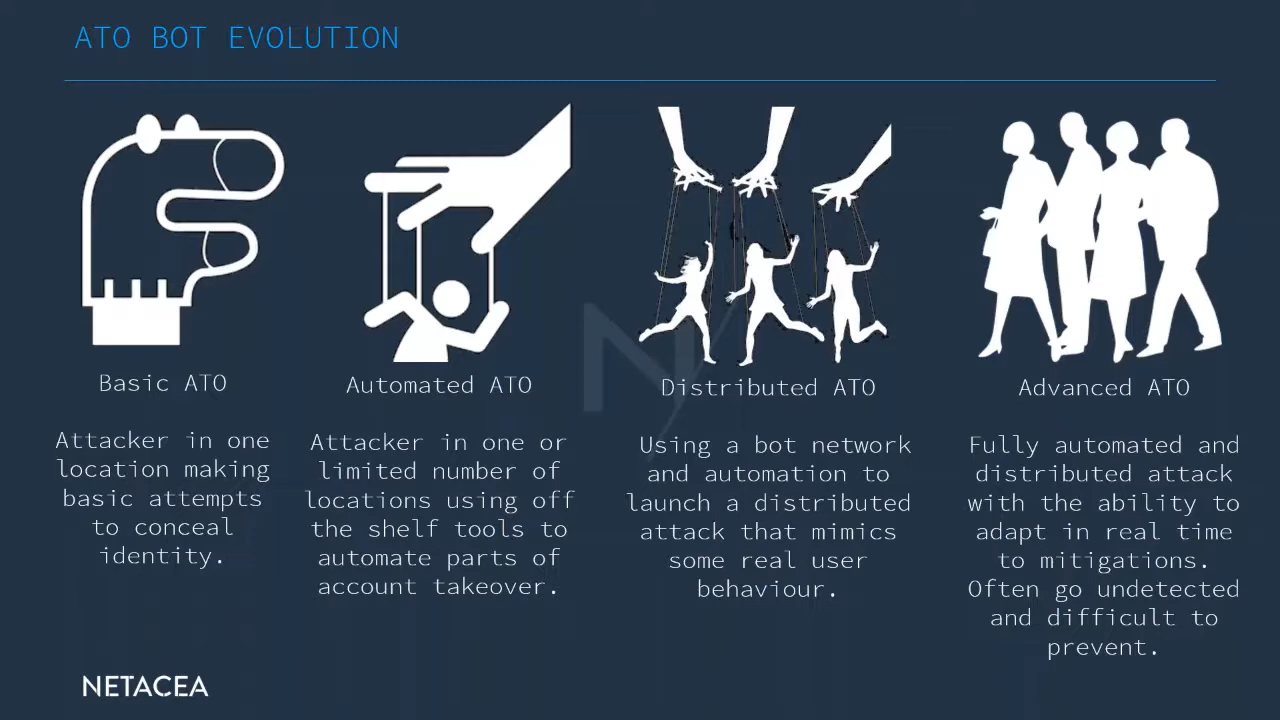 ATO BOT EVOLUTION
Basic ATO
Attacker in one
location making
basic attempts
to conceal
identity.
Automated ATO
Attacker in one or
limited number of
locations using off
the shelf tools to
automate parts of
account takeover.
Distributed ATO
Using a bot network
and automation to
launch a distributed
attack that mimics
some real user
behaviour.
Advanced ATO
Fully automated and
distributed attack
with the ability to
adapt in real time
to mitigations.
Often go undetected
and difficult to
prevent.
N
NETACEA